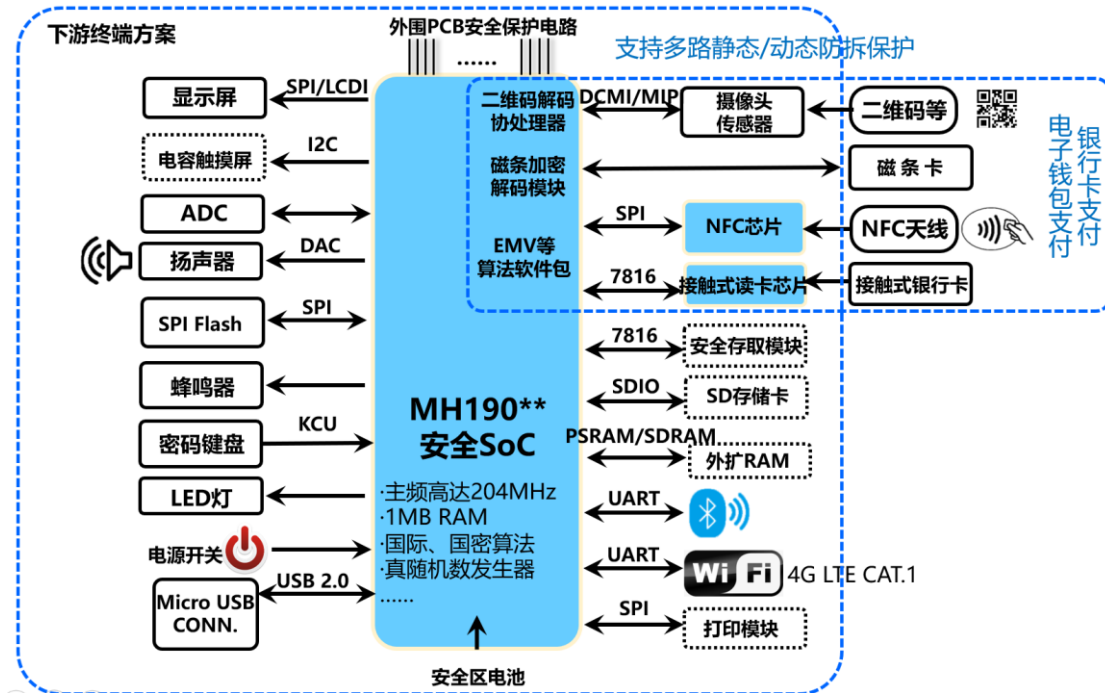 下游终端方案
外围PCB安全保护电路
......
支持多路静态/动态防拆保护
显示屏
SPI/LCDI
电容触摸屏
I2C
ADC
扬声器
DAC
SPI Flash
SPI
蜂鸣器
密码键盘
KCU
LED灯
电源开关
Micro USB
CONN.
USB 2.0
二维码解码
协处理器
磁条加密
解码模块
EMV等
算法软件包
MH190**
安全SoC
·主频高达204MHz
·1MB RAM
·国际、国密算法
·真随机数发生器
......
安全区电池
DCMI/MIP
摄像头
传感器
二维码等
磁条卡
SPI
NFC芯片
NFC天线
7816
接触式读卡芯片
接触式银行卡
银行卡支付
电子钱包支付
7816
安全存取模块
SDIO
SD存储卡
PSRAM/SDRAM
外扩RAM
UART
UART
Wi Fi
4G LTE CAT.1
SPI
打印模块